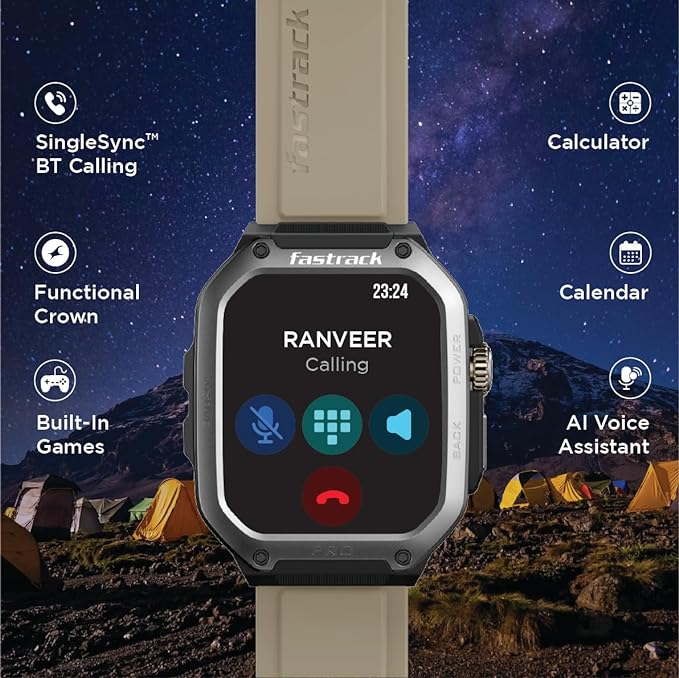 fastrack
SingleSync™
BT Calling
Functional
Crown
Built-In
Games
fastrack
23:24
RANVEER
Calling
POWER
BACK
PRO
Calculator
Calendar
AI Voice
Assistant